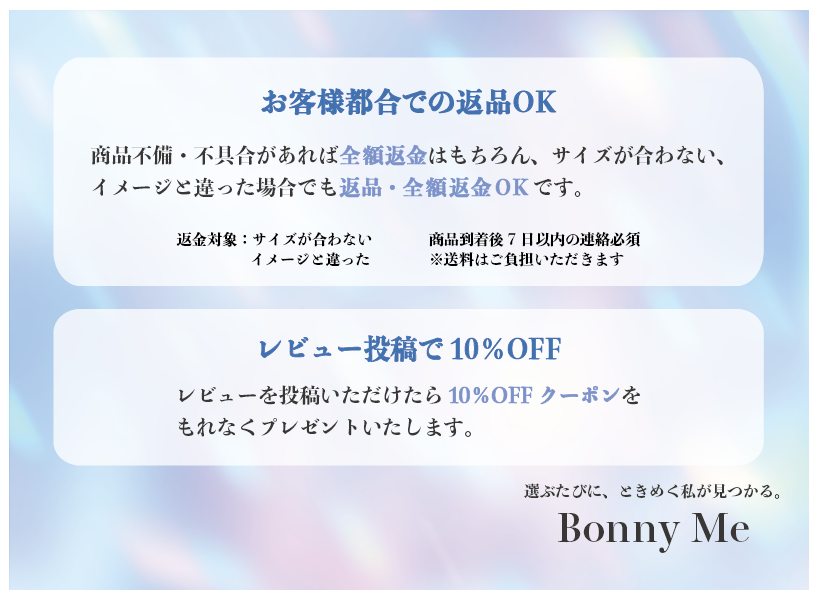 お客様都合での返品OK
商品不備・不具合があれば全額返金はもちろん、サイズが合わない、
イメージと違った場合でも返品・全額返金OKです。
返金対象：サイズが合わない
イメージと違った
商品到着後7日以内の連絡必須
※送料はご負担いただきます
レビュー投稿で10%OFF
レビューを投稿いただけたら10%OFFクーポンを
もれなくプレゼントいたします。
選ぶたびに、ときめく私が見つかる。
Bonny Me